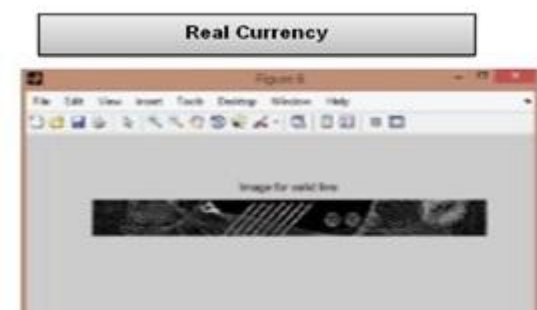 Real Currency
Figure 6
File Edit View Insert Tools Desktop Window Help
Image for valid line